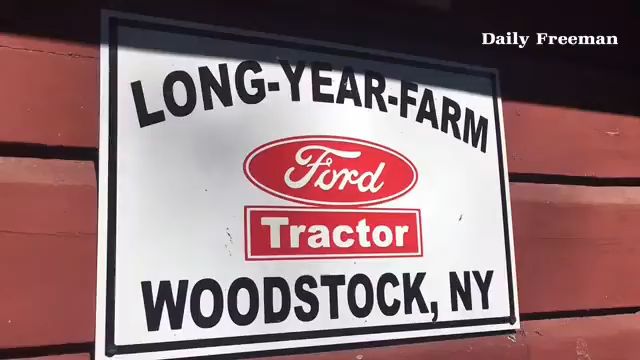 Daily Freeman
LONG-YEAR-FARM
Ford
Tractor
WOODSTOCK, NY